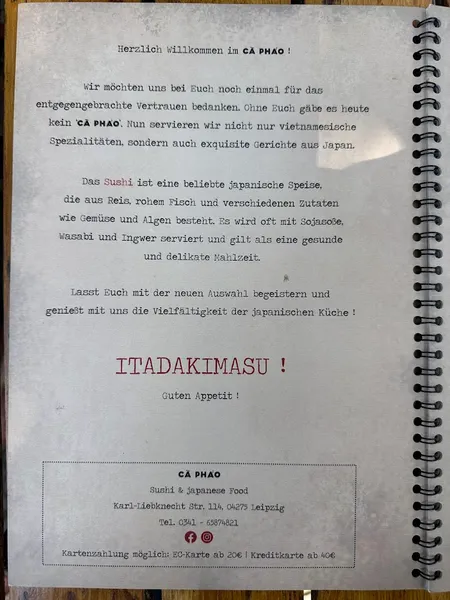 Herzlich Willkommen im CÀ PHÁO !
Wir möchten uns bei Euch noch einmal für das
entgegengebrachte Vertrauen bedanken. Ohne Euch gäbe es heute
kein 'CÀ PHÁO'. Nun servieren wir nicht nur vietnamesische
Spezialitäten, sondern auch exquisite Gerichte aus Japan.
Das Sushi ist eine beliebte japanische Speise,
die aus Reis, rohem Fisch und verschiedenen Zutaten
wie Gemüse und Algen besteht. Es wird oft mit Sojasoße,
Wasabi und Ingwer serviert und gilt als eine gesunde
und delikate Mahlzeit.
Lasst Euch mit der neuen Auswahl begeistern und
genießt mit uns die Vielfältigkeit der japanischen Küche !
ITADAKIMASU !
Guten Appetit !
CÀ PHÁO
Sushi & japanese Food
Karl-Liebknecht Str. 114, 04275 Leipzig
Tel. 0341 - 65874821
Kartenzahlung möglich: EC-Karte ab 20€ | Kreditkarte ab 40€